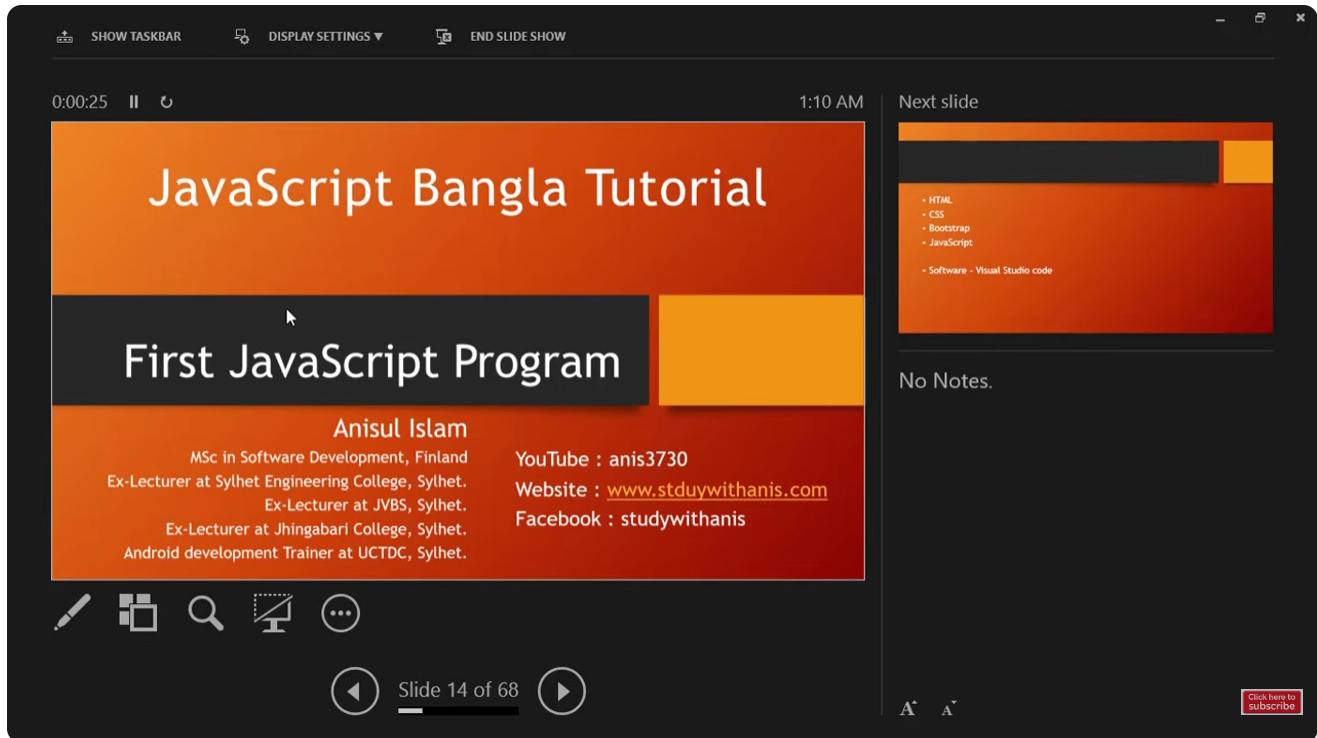 SHOW TASKBAR
DISPLAY SETTINGS ▼
END SLIDE SHOW
0:00:25
1:10 AM
JavaScript Bangla Tutorial
First JavaScript Program
Anisul Islam
MSc in Software Development, Finland
Ex-Lecturer at Sylhet Engineering College, Sylhet.
Ex-Lecturer at JVBS, Sylhet.
Ex-Lecturer at Jhingabari College, Sylhet.
Android development Trainer at UCTDC, Sylhet.
YouTube : anis3730
Website : www.stduywithanis.com
Facebook : studywithanis
Slide 14 of 68
Next slide
• HTML
• CSS
• Bootstrap
• JavaScript
• Software - Visual Studio code
No Notes.
A A
Click here to
subscribe